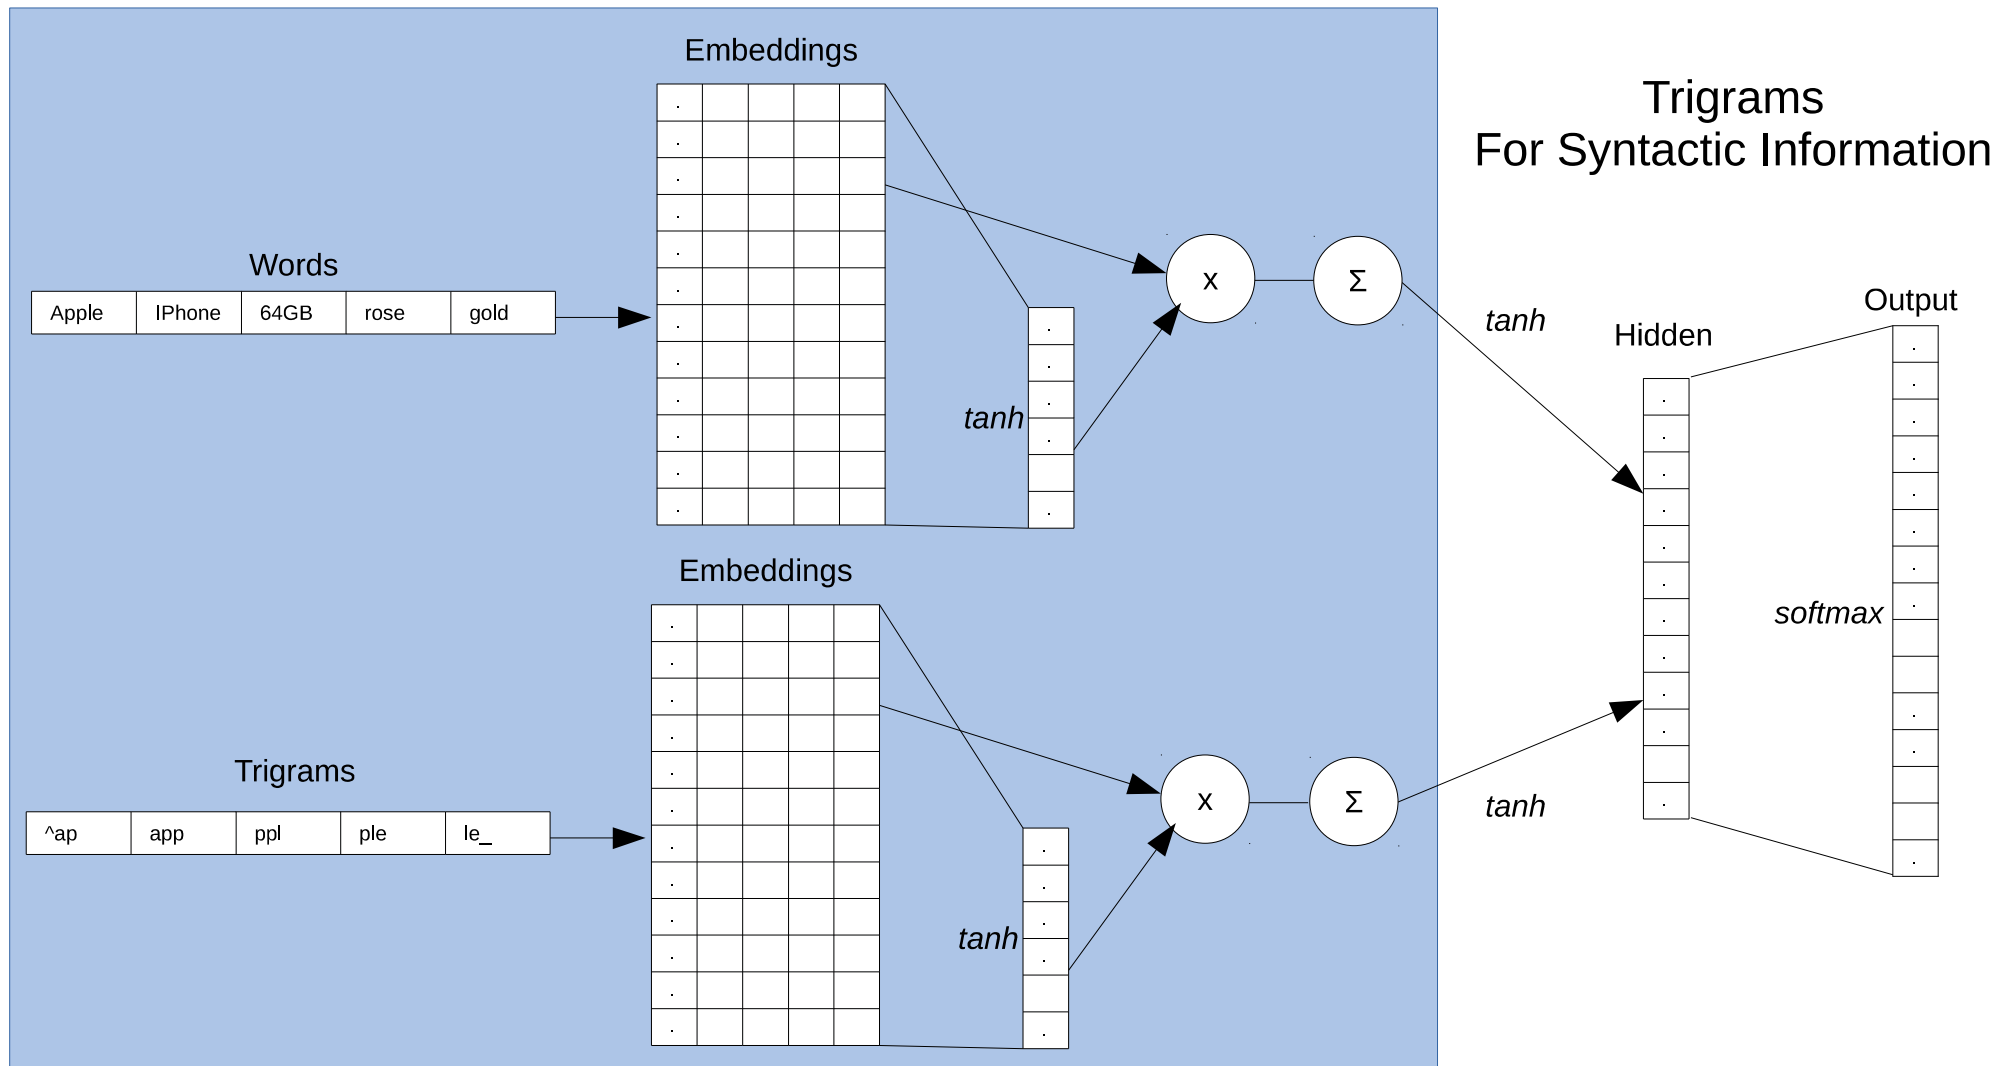 Embeddings
Trigrams
For Syntactic Information
Words
Apple IPhone 64GB rose gold
x Σ
tanh
tanh
Hidden
Output
softmax
Embeddings
Trigrams
^ap app ppl ple le_
x Σ
tanh
tanh